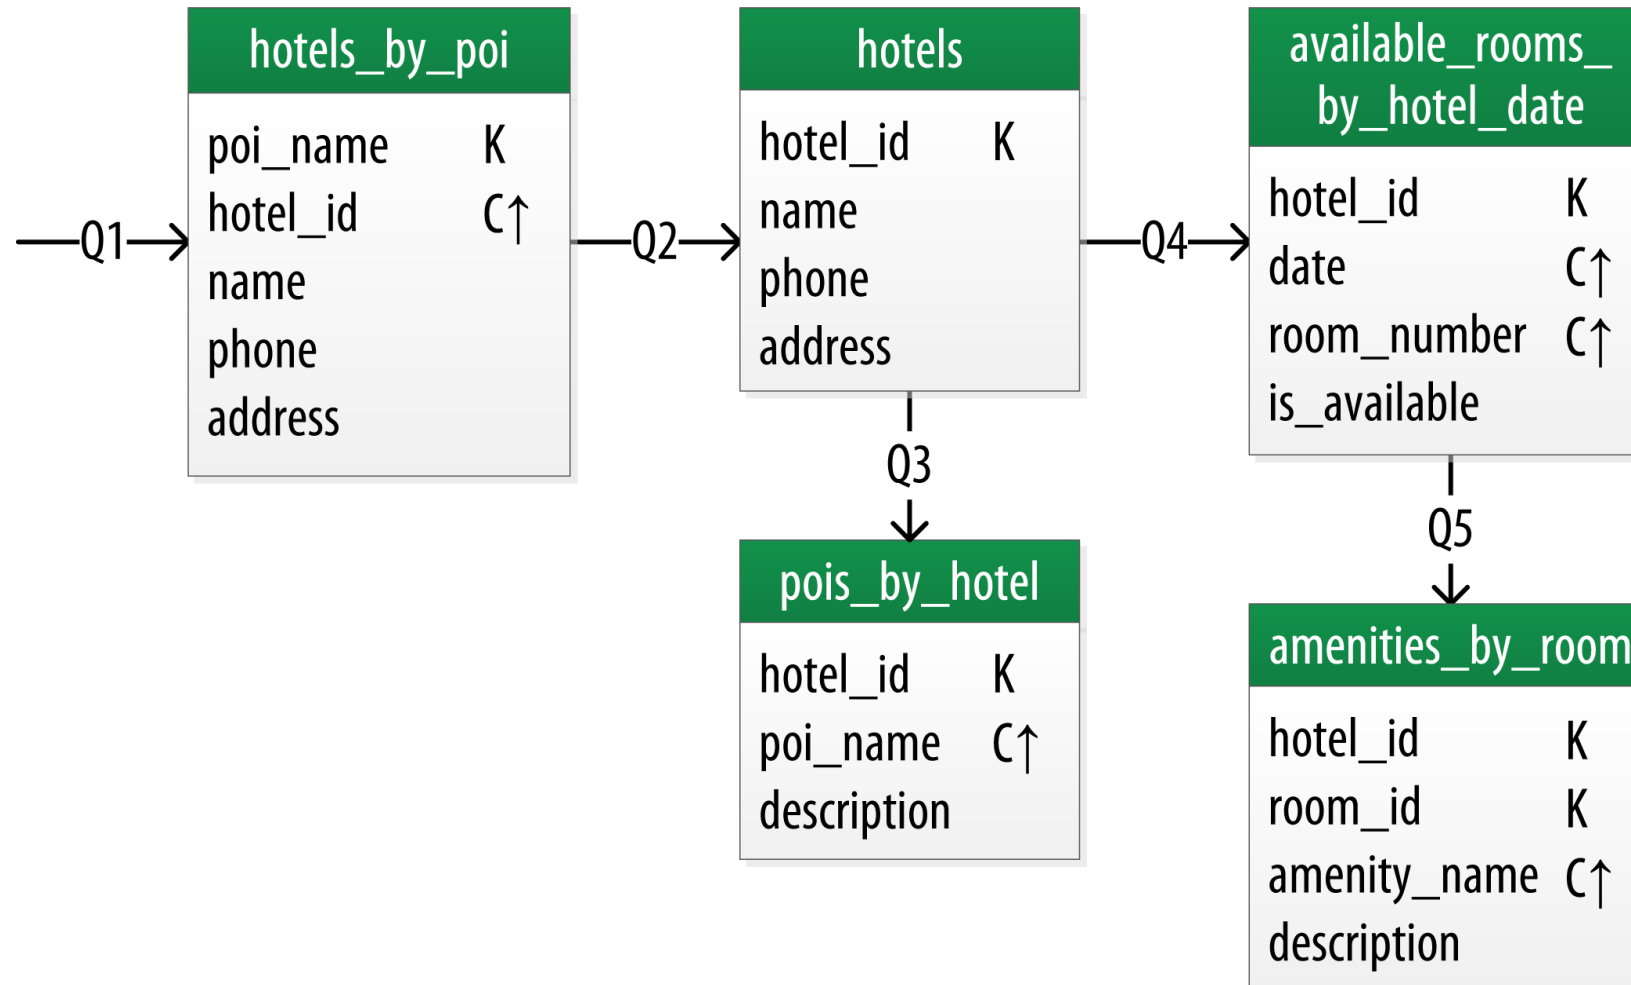 Q1
hotels_by_poi
poi_name K
hotel_id C↑
name
phone
address
Q2
hotels
hotel_id K
name
phone
address
Q3
pois_by_hotel
hotel_id K
poi_name C↑
description
Q4
available_rooms_
by_hotel_date
hotel_id K
date C↑
room_number C↑
is_available
Q5
amenities_by_room
hotel_id K
room_id K
amenity_name C↑
description